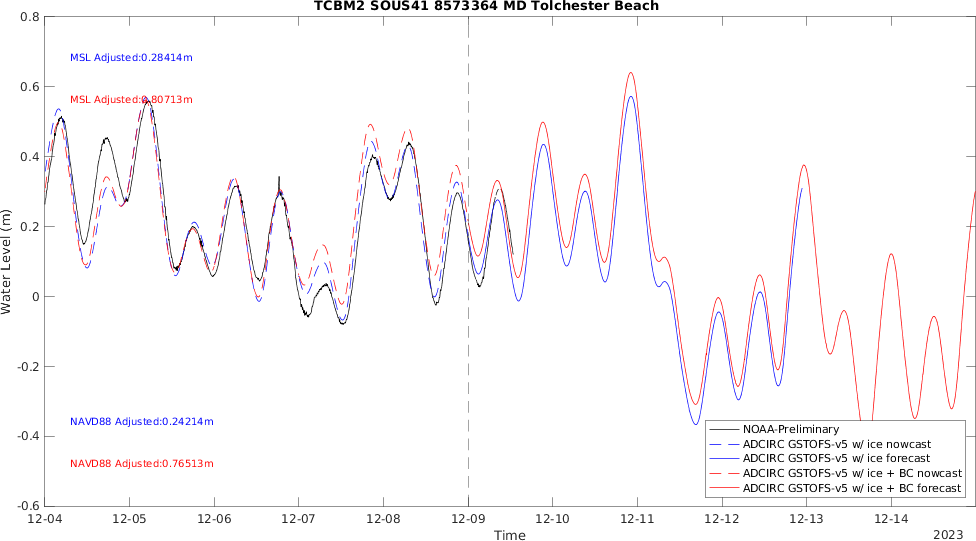 TCBM2 SOUS41 8573364 MD Tolchester Beach
0.8
MSL Adjusted:0.28414m
0.6
MSL Adjusted:0.80713m
0.4
0.2
Water Level (m)
0
-0.2
NAVD88 Adjusted:0.24214m
-0.4
NAVD88 Adjusted:0.76513m
-0.6
NOAA-Preliminary
ADCIRC GSTOFS-v5 w/ ice nowcast
ADCIRC GSTOFS-v5 w/ ice forecast
ADCIRC GSTOFS-v5 w/ ice + BC nowcast
ADCIRC GSTOFS-v5 w/ ice + BC forecast
12-04 12-05 12-06 12-07 12-08 12-09 12-10 12-11 12-12 12-13 12-14
Time
2023